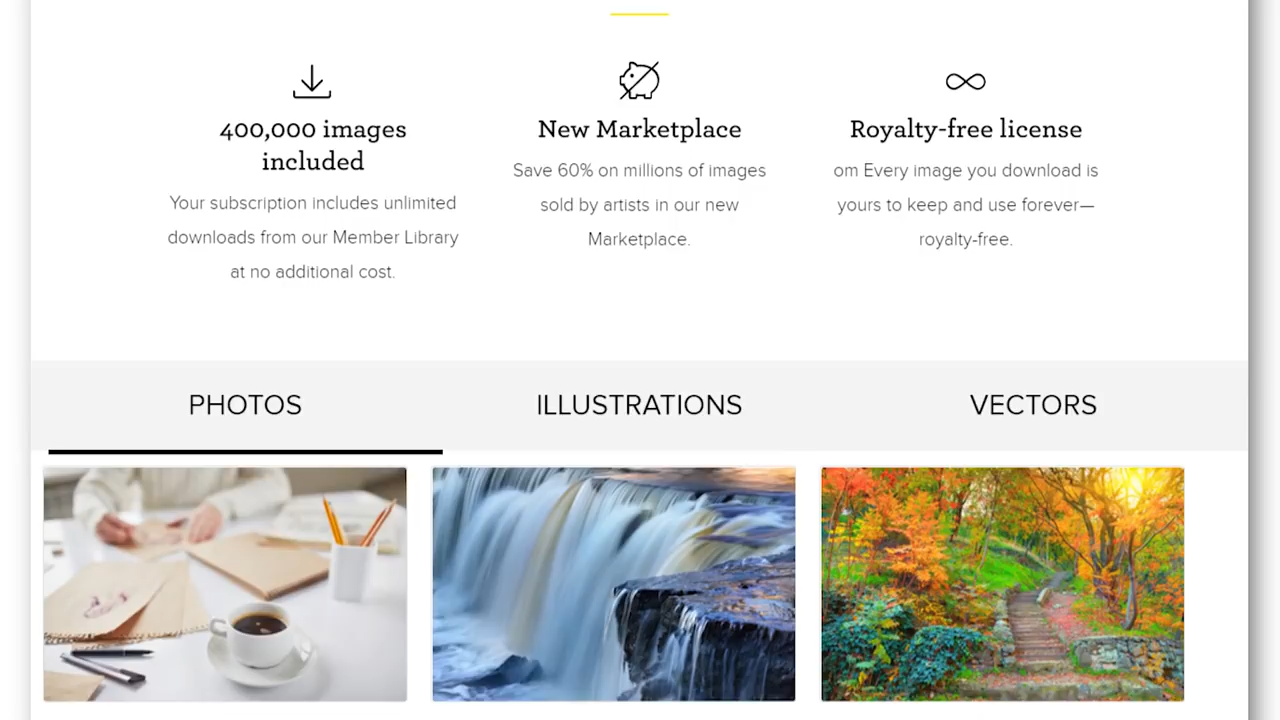 400,000 images
included
Your subscription includes unlimited
downloads from our Member Library
at no additional cost.
New Marketplace
Save 60% on millions of images
sold by artists in our new
Marketplace.
Royalty-free license
om Every image you download is
yours to keep and use forever—
royalty-free.
PHOTOS
ILLUSTRATIONS
VECTORS